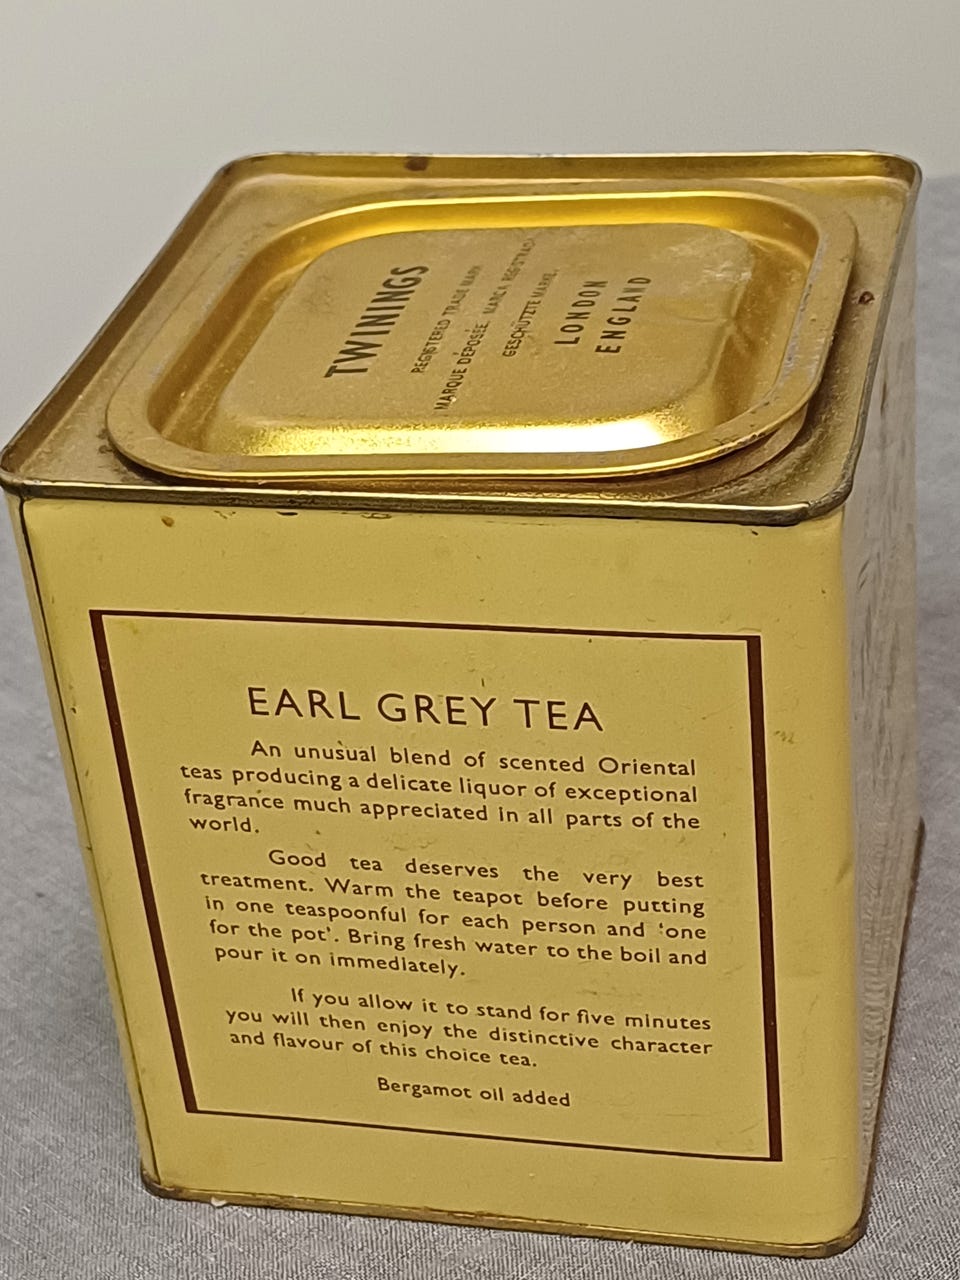 TWININGS
REGISTERED TRADE MARK
MARQUE DÉPOSÉE MARCA REGISTRADA
GESCHÜTZTE MARKE.
LONDON
ENGLAND
EARL GREY TEA
An unusual blend of scented Oriental
teas producing a delicate liquor of exceptional
fragrance much appreciated in all parts of the
world.
Good tea deserves the very best
treatment. Warm the teapot before putting
in one teaspoonful for each person and 'one
for the pot'. Bring fresh water to the boil and
pour it on immediately.
If you allow it to stand for five minutes
you will then enjoy the distinctive character
and flavour of this choice tea.
Bergamot oil added